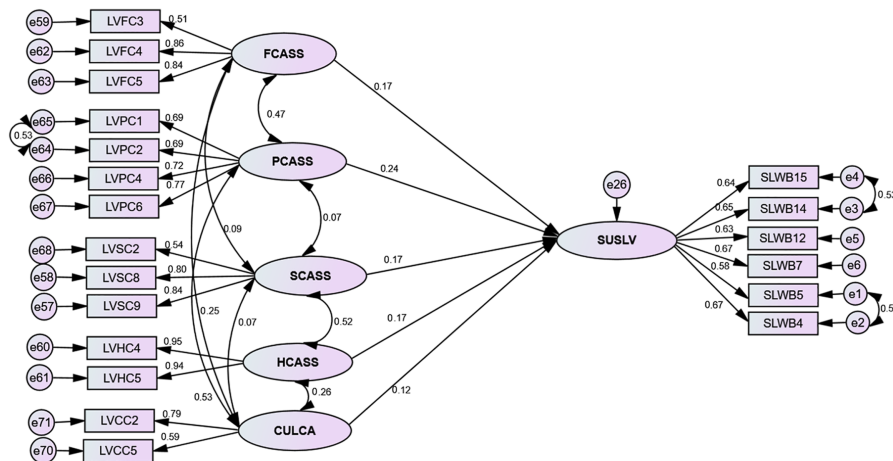 e59 LVFC3 0.51
e62 LVFC4 0.86 FCASS
e63 LVFC5 0.84
0.17
0.47
e65 LVPC1 0.69
0.53
e64 LVPC2 0.69 PCASS
e66 LVPC4 0.72 0.24
e67 LVPC6 0.77
e26
SLWB15 e4
0.64
SLWB14 e3
0.65
SLWB12 e5
0.63
SLWB7 e6
0.67
SLWB5 e1
0.58
SLWB4 e2
0.67
SUSLV
0.09 0.07
e68 LVSC2 0.54
e58 LVSC8 0.80 SCASS 0.17
e57 LVSC9 0.84
0.25 0.07 0.52 0.17
e60 LVHC4 0.95
HCASS
e61 LVHC5 0.94
0.53 0.26 0.12
e71 LVCC2 0.79
CULCA
e70 LVCC5 0.59